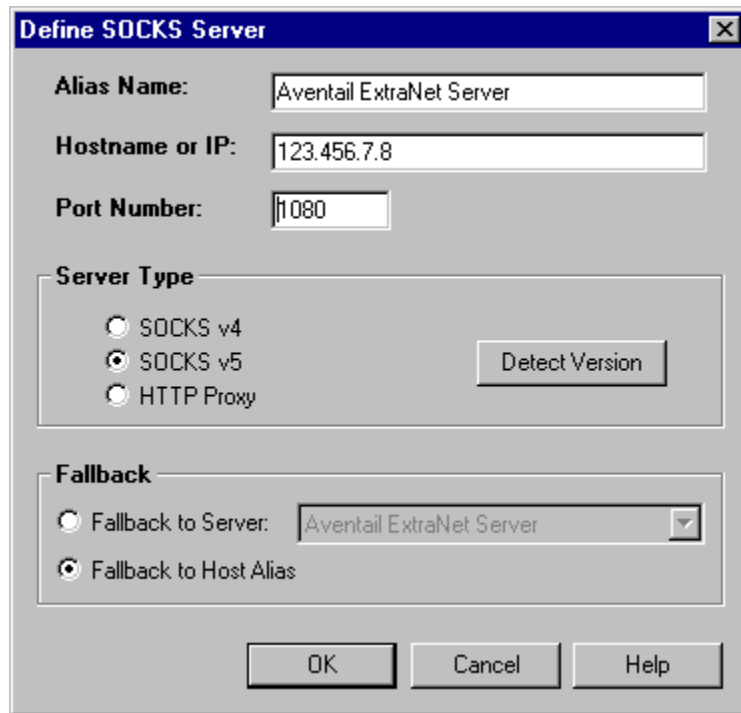 Define SOCKS Server
Alias Name: Aventail ExtraNet Server
Hostname or IP: 123.456.7.8
Port Number: 1080
Server Type
SOCKS v4
SOCKS v5
Detect Version
HTTP Proxy
Fallback
Fallback to Server: Aventail ExtraNet Server
Fallback to Host Alias
OK Cancel Help